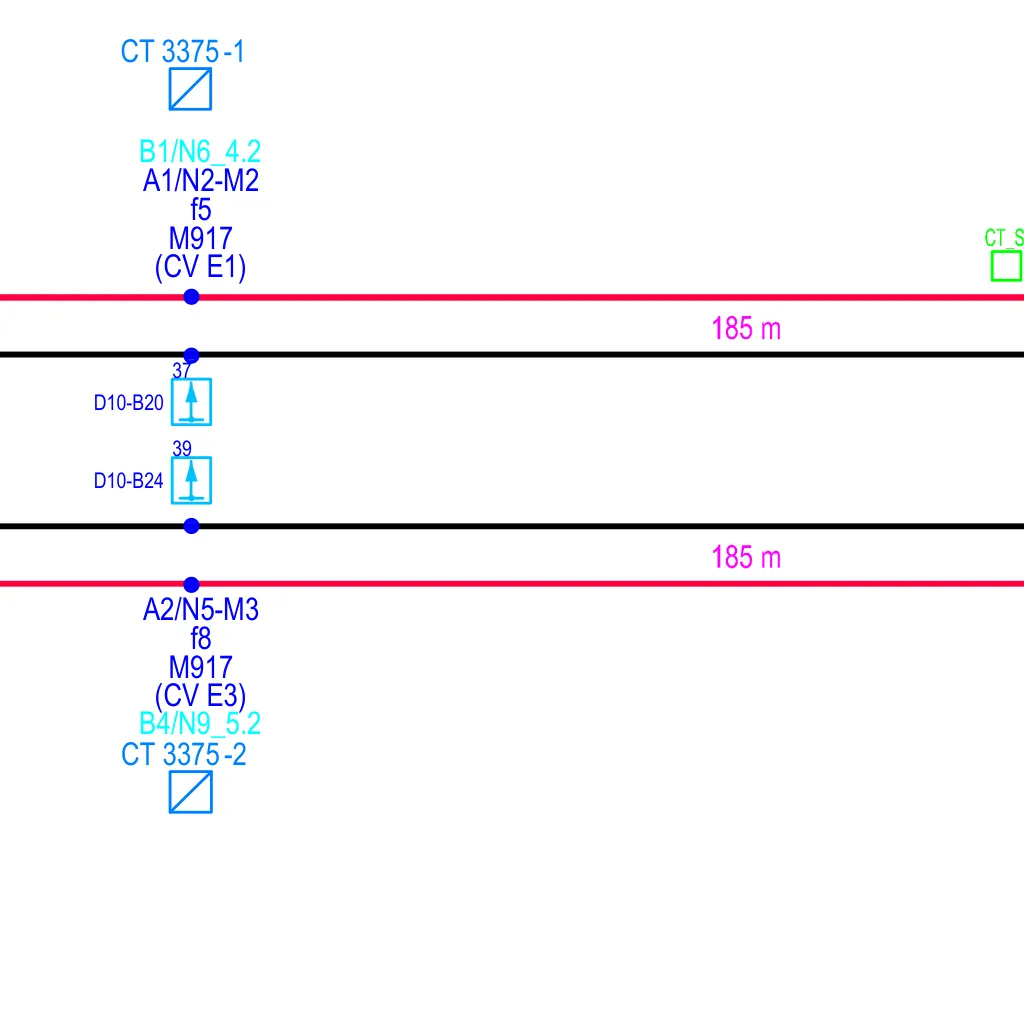 CT 3375-1
B1/N6_4.2
A1/N2-M2
f5
M917
(CV E1)
CT_S
185 m
37
D10-B20
39
D10-B24
185 m
A2/N5-M3
f8
M917
(CV E3)
B4/N9_5.2
CT 3375-2